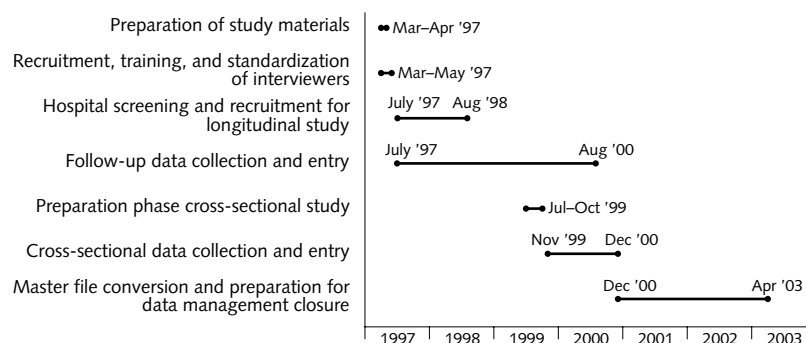 Preparation of study materials
Mar–Apr '97
Recruitment, training, and standardization
of interviewers
Mar–May '97
Hospital screening and recruitment for
longitudinal study
July '97 Aug '98
Follow-up data collection and entry
July '97 Aug '00
Preparation phase cross-sectional study
Jul–Oct '99
Cross-sectional data collection and entry
Nov '99 Dec '00
Master file conversion and preparation for
data management closure
Dec '00 Apr '03
1997 1998 1999 2000 2001 2002 2003